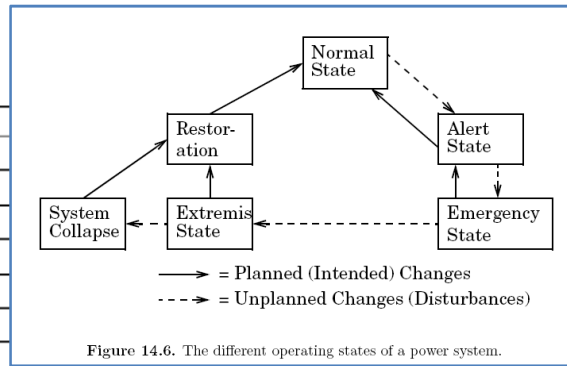 Normal
State
Restor-
ation
Alert
State
System
Collapse
Extremis
State
Emergency
State
= Planned (Intended) Changes
= Unplanned Changes (Disturbances)
Figure 14.6. The different operating states of a power system.